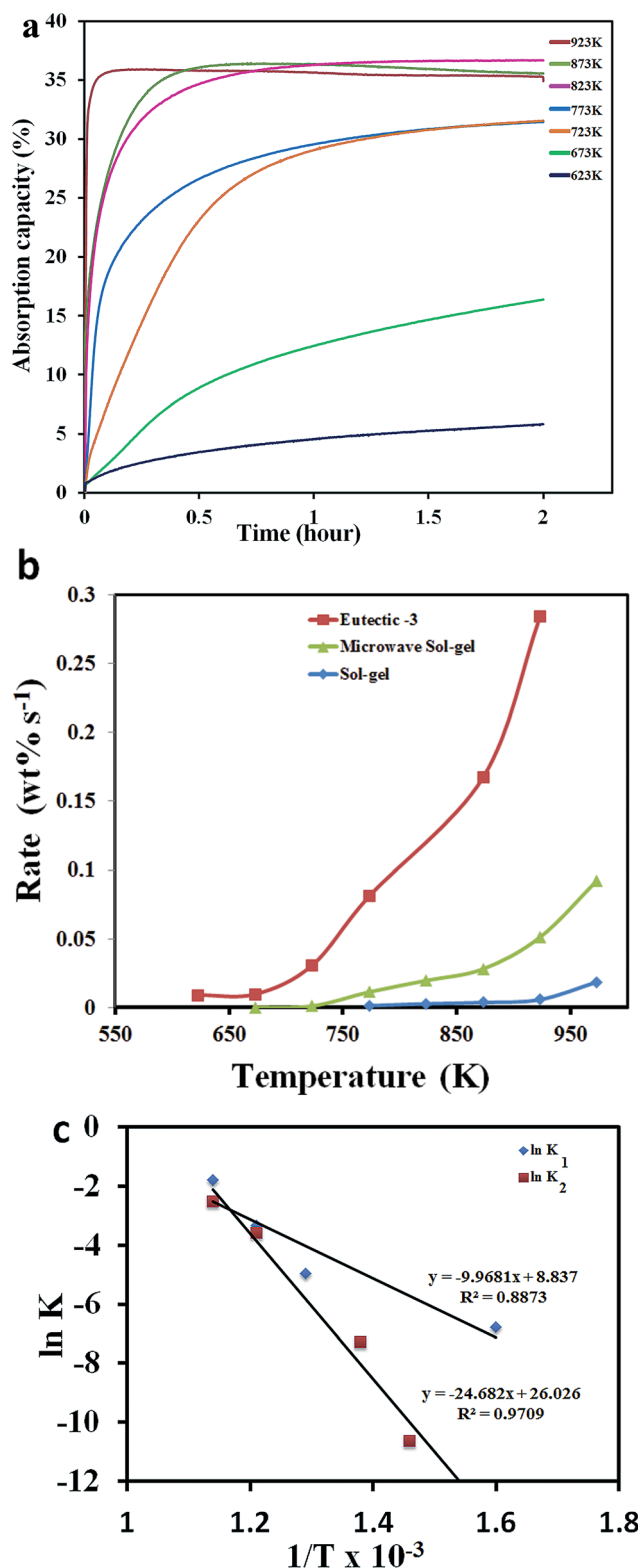 a
40
35
30
25
20
15
10
5
0
Absorption capacity (%)
923K
873K
823K
773K
723K
673K
623K
0
0.5
1
1.5
2
Time (hour)
b
0.3
0.25
0.2
0.15
0.1
0.05
0
Rate (wt% s⁻¹)
Eutectic -3
Microwave Sol-gel
Sol-gel
550
650
750
850
950
Temperature (K)
c
-0
-2
-4
-6
-8
-10
-12
ln K
ln K₁
ln K₂
y = -9.9681x + 8.837
R² = 0.8873
y = -24.682x + 26.026
R² = 0.9709
1
1.2
1.4
1.6
1.8
1/T x 10⁻³